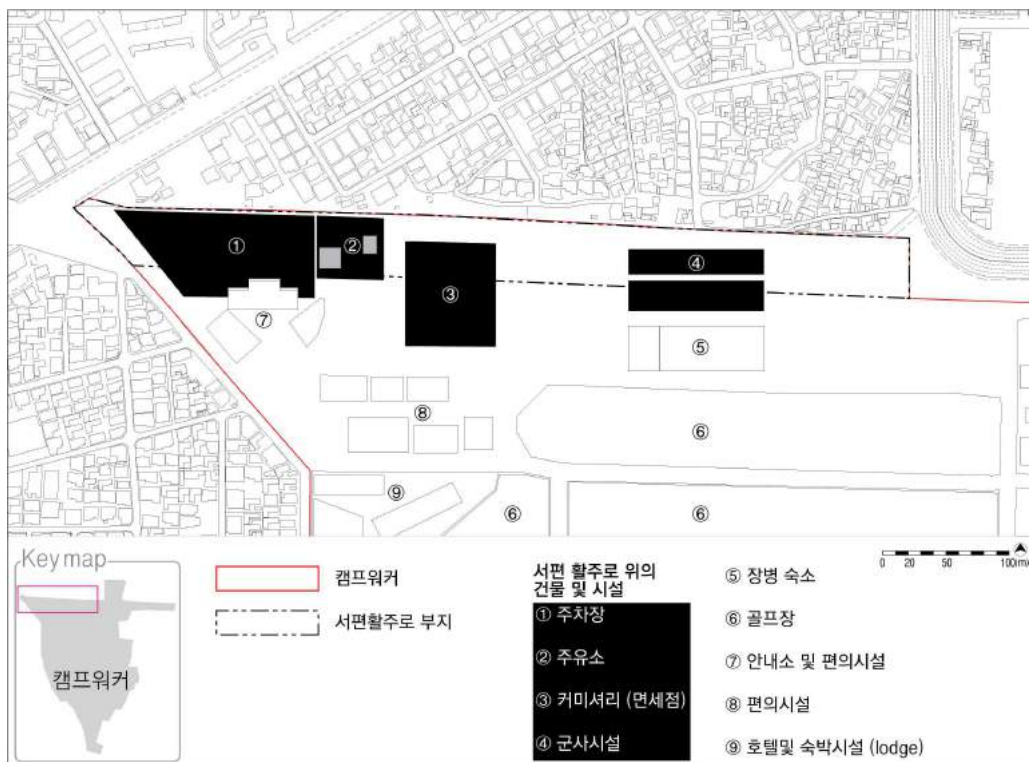 ①
②
③
④
⑤
⑥
⑦
⑧
⑥
⑨
⑥
⑥
Key map
캠프워커
캠프워커
서편활주로 부지
서편 활주로 위의
건물 및 시설
① 주차장
② 주유소
③ 커미셔리 (면세점)
④ 군사시설
0 20 50 100(m)
⑤ 장병 숙소
⑥ 골프장
⑦ 안내소 및 편의시설
⑧ 편의시설
⑨ 호텔및 숙박시설 (lodge)